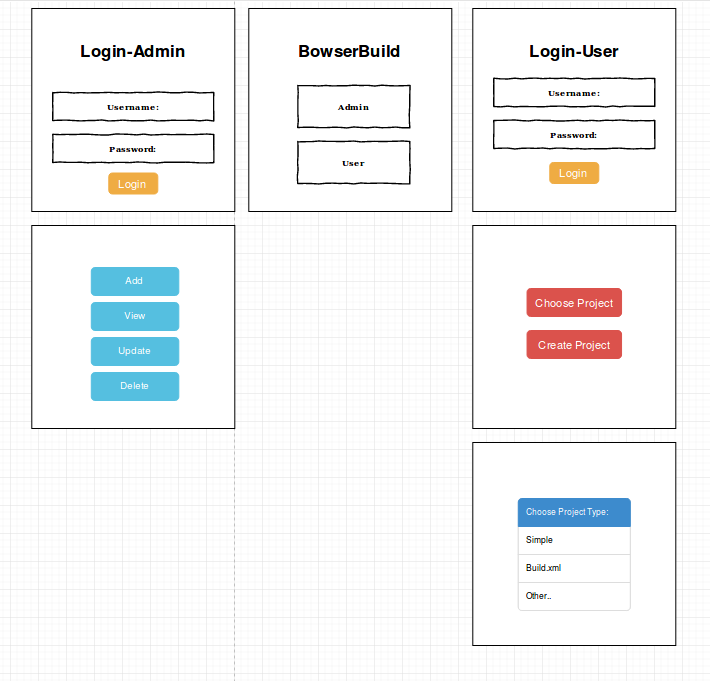 Login-Admin
Username:
Password:
Login
BowserBuild
Admin
User
Login-User
Username:
Password:
Login
Add
View
Update
Delete
Choose Project
Create Project
Choose Project Type:
Simple
Build.xml
Other..